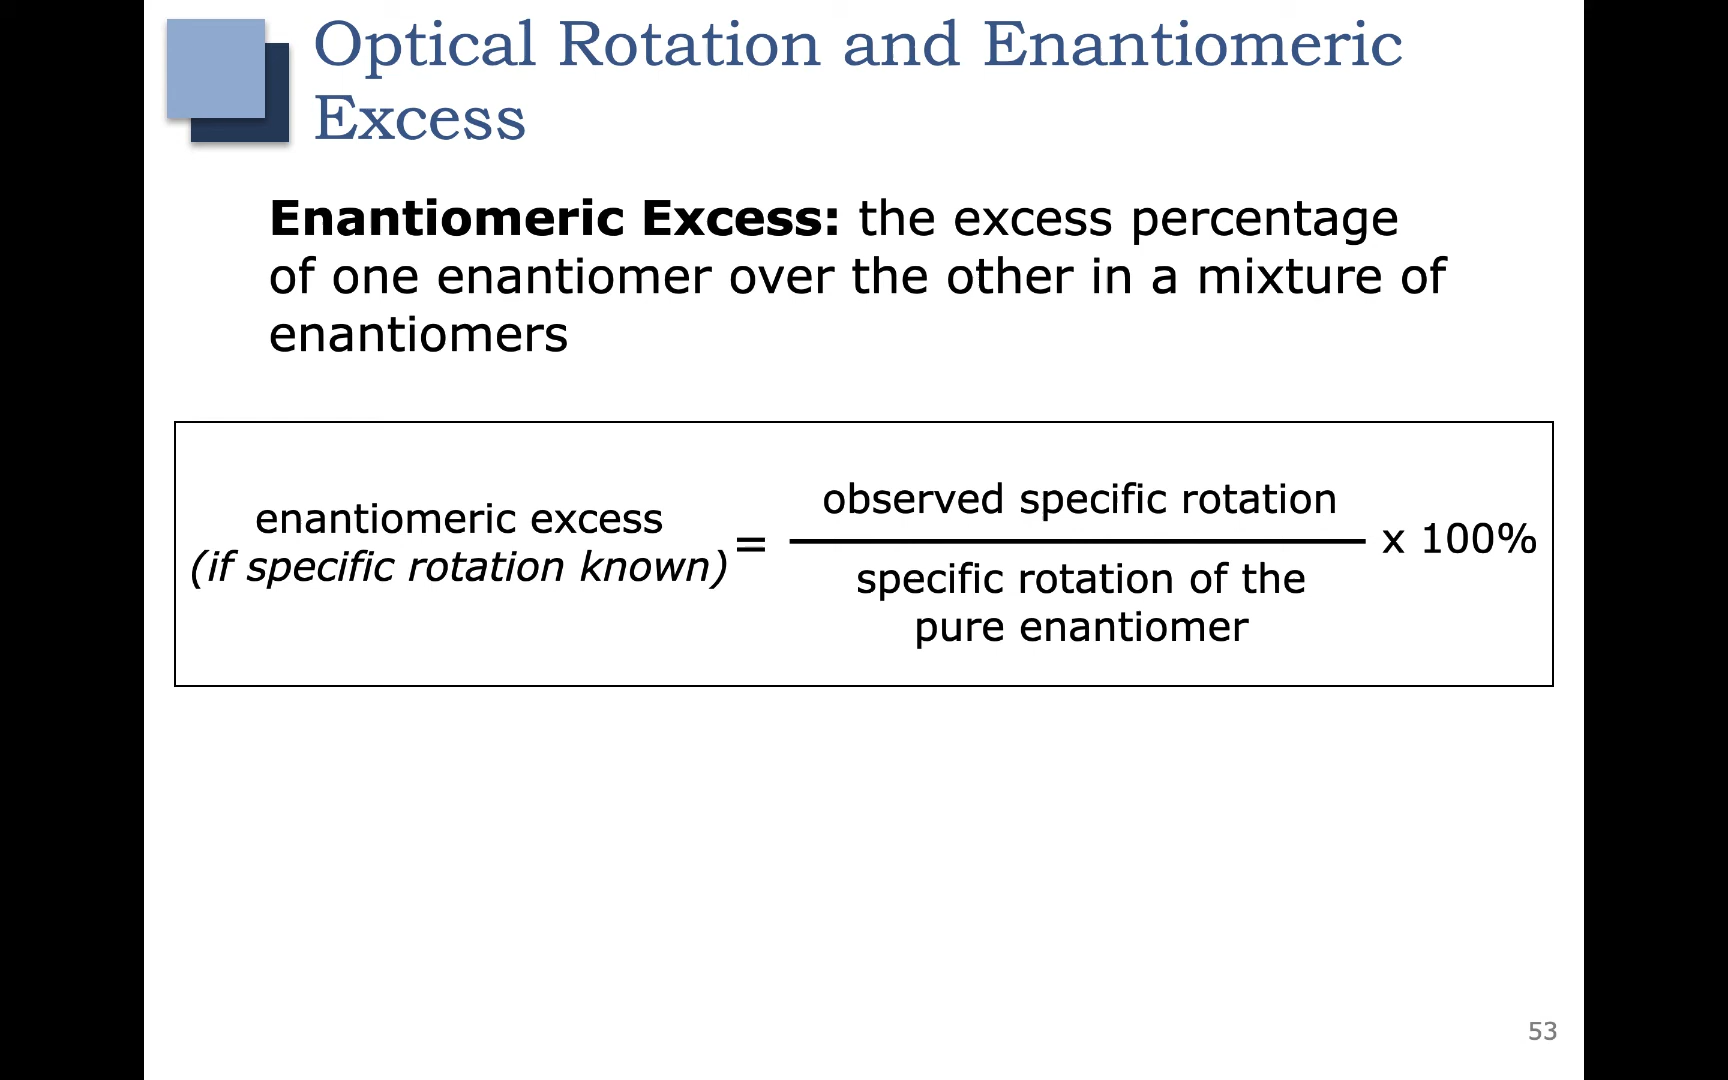 Optical Rotation and Enantiomeric
Excess
Enantiomeric Excess: the excess percentage
of one enantiomer over the other in a mixture of
enantiomers
enantiomeric excess
(if specific rotation known)
=
observed specific rotation
specific rotation of the
pure enantiomer
x 100%
53